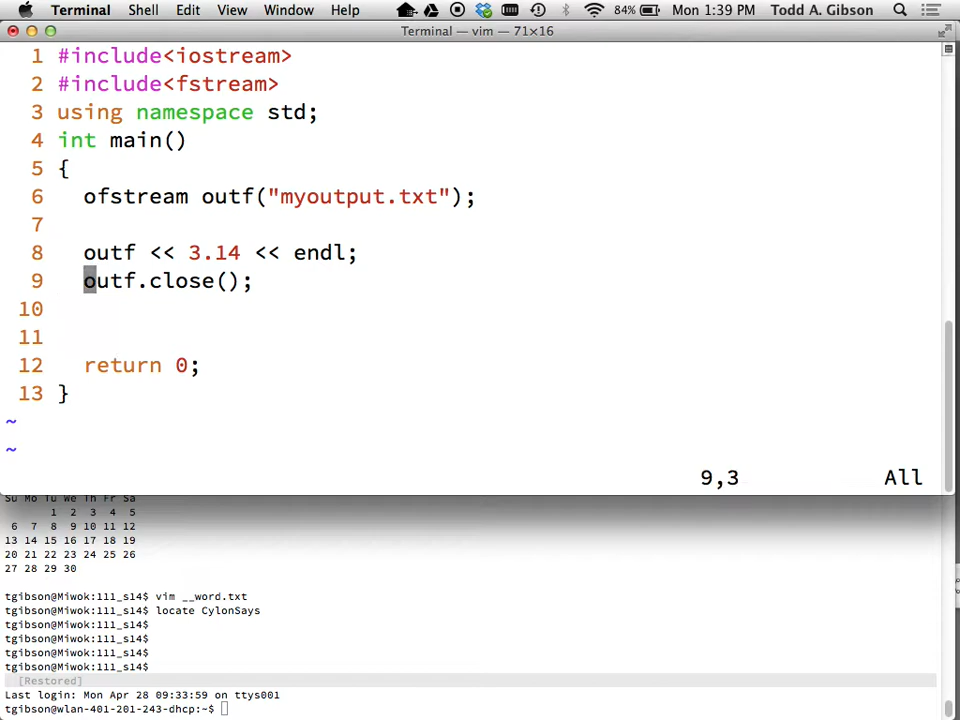 Terminal Shell Edit View Window Help 84% Mon 1:39 PM Todd A. Gibson
Terminal — vim — 71×16
1 #include<iostream>
2 #include<fstream>
3 using namespace std;
4 int main()
5 {
6   ofstream outf("myoutput.txt");
7
8   outf << 3.14 << endl;
9   outf.close();
10
11
12   return 0;
13 }
~
~
9,3 All
Su Mo Tu We Th Fr Sa
1 2 3 4 5
6 7 8 9 10 11 12
13 14 15 16 17 18 19
20 21 22 23 24 25 26
27 28 29 30
tgibson@Miwok:111_s14$ vim __word.txt
tgibson@Miwok:111_s14$ locate CylonSays
tgibson@Miwok:111_s14$
tgibson@Miwok:111_s14$
tgibson@Miwok:111_s14$
tgibson@Miwok:111_s14$
[Restored]
Last login: Mon Apr 28 09:33:59 on ttys001
tgibson@wlan-401-201-243-dhcp:~$